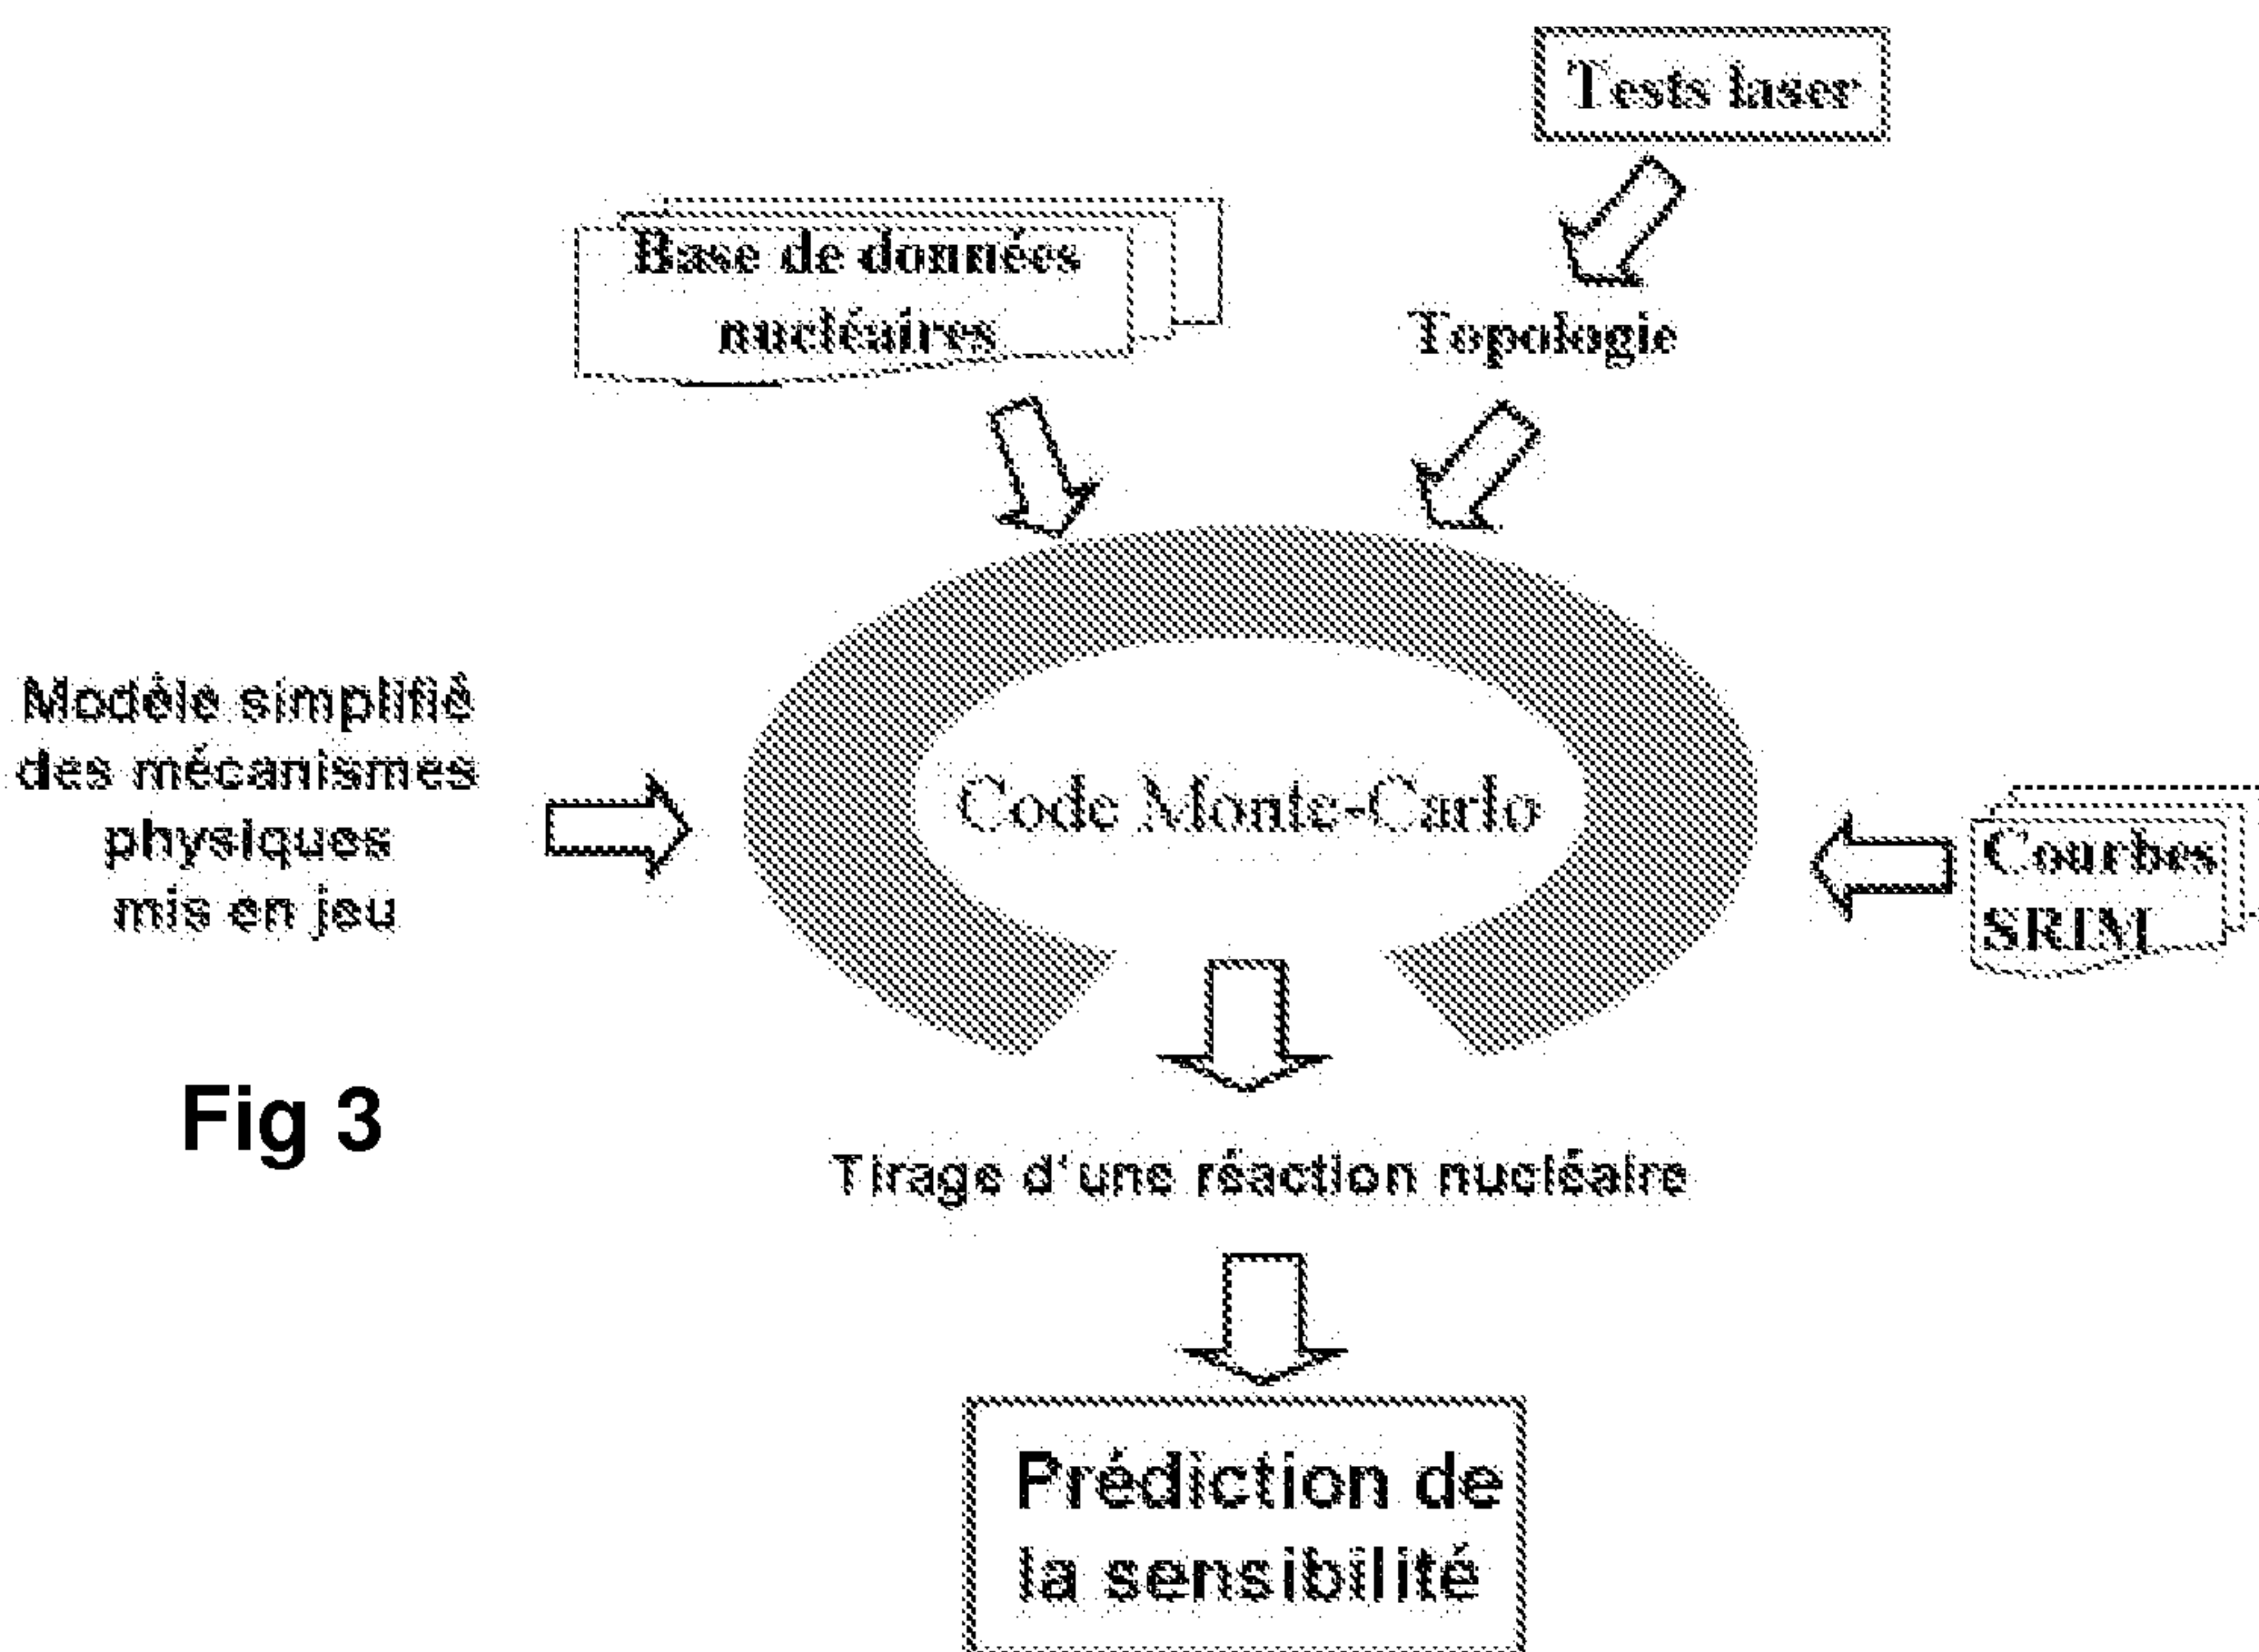 Tests laser
Base de données
nucléaires
Topologie
Modèle simplifié
des mécanismes
physiques
mis en jeu
Code Monte-Carlo
Courbes
SRIM
Fig 3
Tirage d'une réaction nucléaire
Prédiction de
la sensibilité